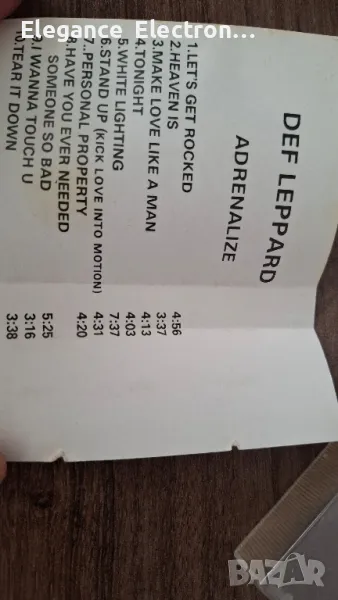 Elegance Electron...
DEF LEPPARD
ADRENALIZE
1.LET'S GET ROCKED 4:56
2.HEAVEN IS 3:37
3.MAKE LOVE LIKE A MAN 4:13
4.TONIGHT 4:03
5.WHITE LIGHTING 7:37
6.STAND UP (KICK LOVE INTO MOTION) 4:31
7..PERSONAL PROPERTY 4:20
8.HAVE YOU EVER NEEDED
SOMEONE SO BAD 5:25
.I WANNA TOUCH U 3:16
0.TEAR IT DOWN 3:38
BAZAR